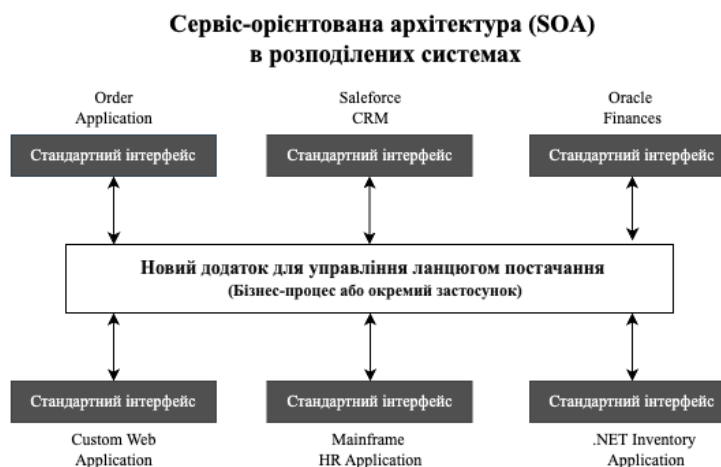 Сервіс-орієнтована архітектура (SOA)
в розподілених системах
Order
Application
Saleforce
CRM
Oracle
Finances
Стандартний інтерфейс
Стандартний інтерфейс
Стандартний інтерфейс
Новий додаток для управління ланцюгом постачання
(Бізнес-процес або окремий застосунок)
Стандартний інтерфейс
Стандартний інтерфейс
Стандартний інтерфейс
Custom Web
Application
Mainframe
HR Application
.NET Inventory
Application